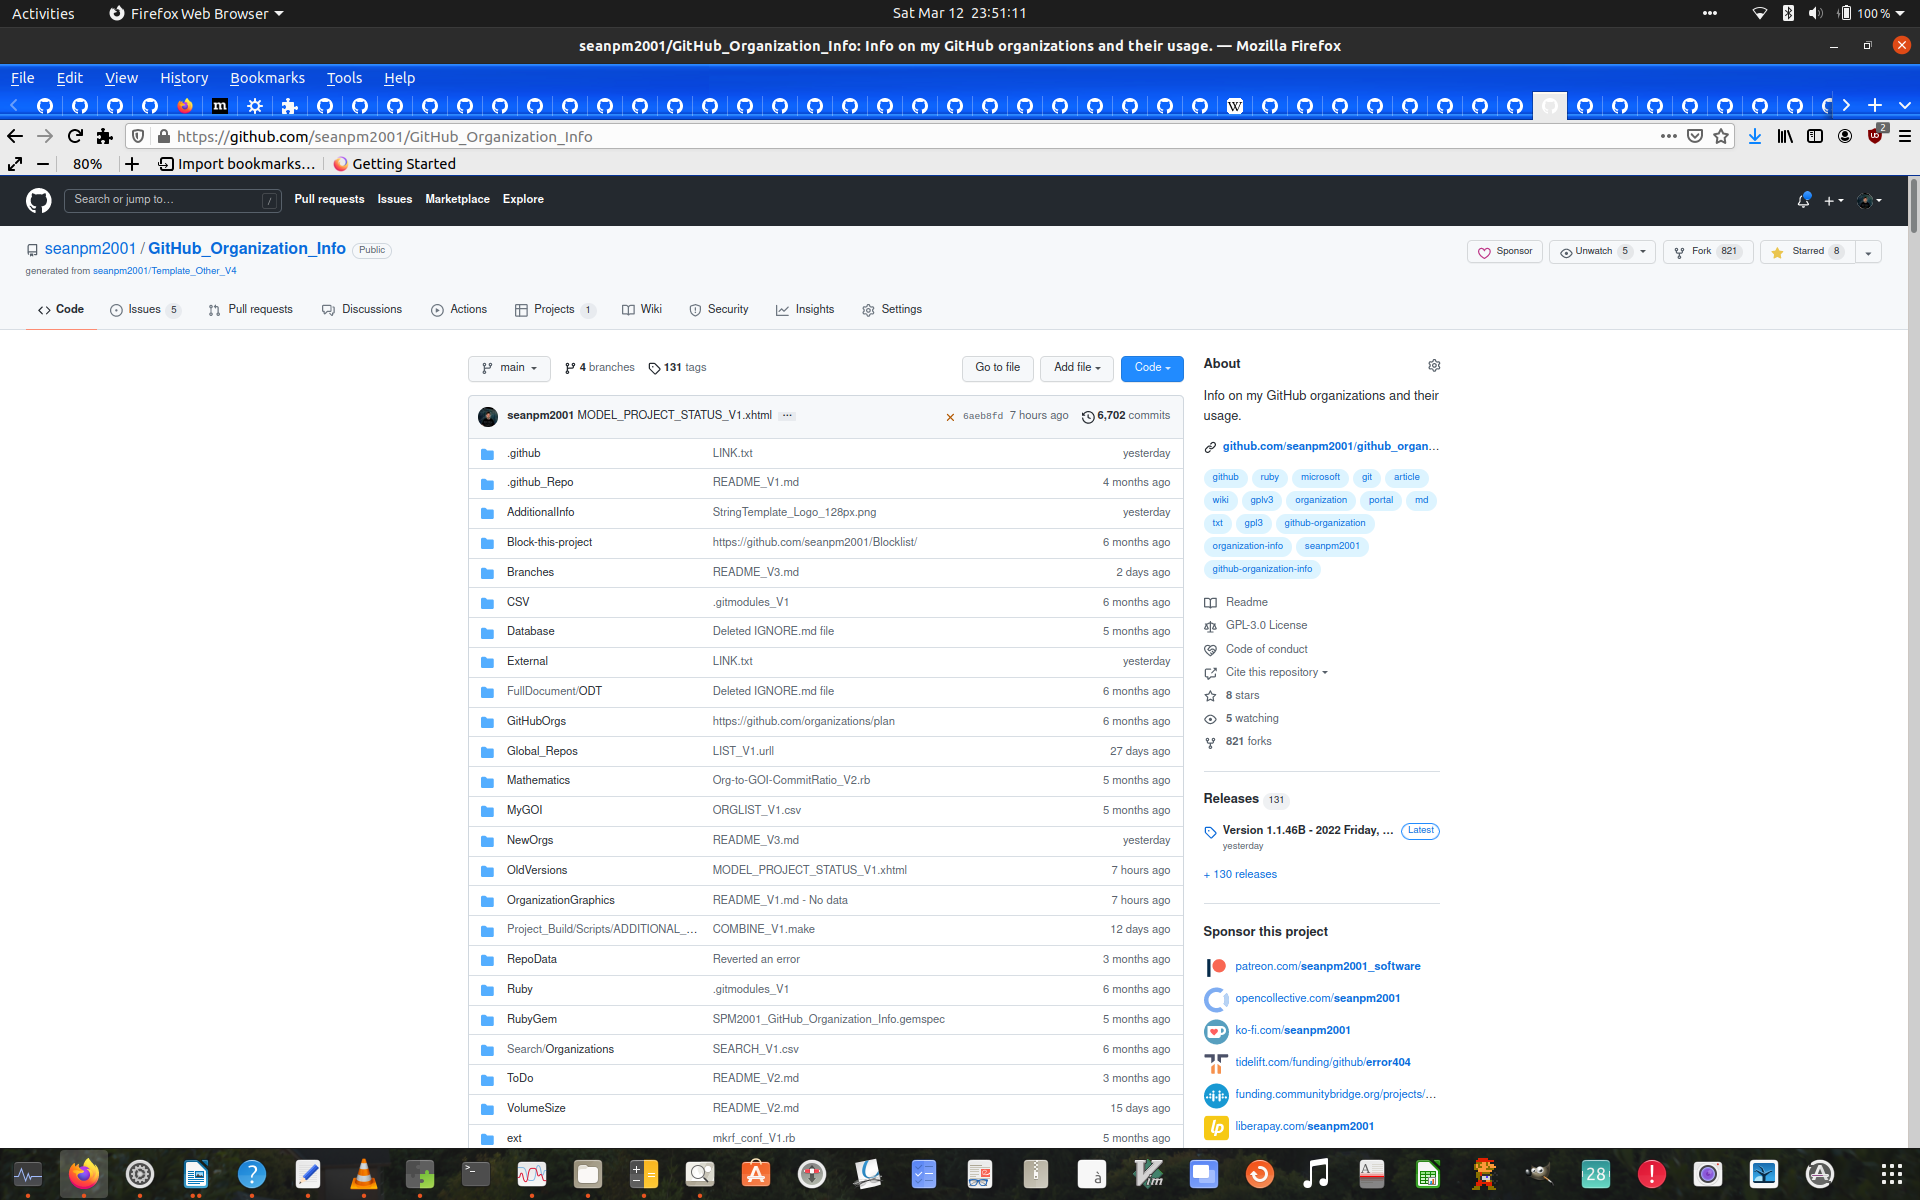 Activities Firefox Web Browser Sat Mar 12 23:51:11 100 %
seanpm2001/GitHub_Organization_Info: Info on my GitHub organizations and their usage. — Mozilla Firefox
File Edit View History Bookmarks Tools Help
https://github.com/seanpm2001/GitHub_Organization_Info 2
80% Import bookmarks… Getting Started
Search or jump to… / Pull requests Issues Marketplace Explore
seanpm2001 / GitHub_Organization_Info Public Sponsor Unwatch 5 Fork 821 Starred 8
generated from seanpm2001/Template_Other_V4
Code Issues 5 Pull requests Discussions Actions Projects 1 Wiki Security Insights Settings
main 4 branches 131 tags Go to file Add file Code
seanpm2001 MODEL_PROJECT_STATUS_V1.xhtml 6aeb8fd 7 hours ago 6,702 commits
.github LINK.txt yesterday
.github_Repo README_V1.md 4 months ago
AdditionalInfo StringTemplate_Logo_128px.png yesterday
Block-this-project https://github.com/seanpm2001/Blocklist/ 6 months ago
Branches README_V3.md 2 days ago
CSV .gitmodules_V1 6 months ago
Database Deleted IGNORE.md file 5 months ago
External LINK.txt yesterday
FullDocument/ODT Deleted IGNORE.md file 6 months ago
GitHubOrgs https://github.com/organizations/plan 6 months ago
Global_Repos LIST_V1.urll 27 days ago
Mathematics Org-to-GOI-CommitRatio_V2.rb 5 months ago
MyGOI ORGLIST_V1.csv 5 months ago
NewOrgs README_V3.md yesterday
OldVersions MODEL_PROJECT_STATUS_V1.xhtml 7 hours ago
OrganizationGraphics README_V1.md - No data 7 hours ago
Project_Build/Scripts/ADDITIONAL_… COMBINE_V1.make 12 days ago
RepoData Reverted an error 3 months ago
Ruby .gitmodules_V1 6 months ago
RubyGem SPM2001_GitHub_Organization_Info.gemspec 5 months ago
Search/Organizations SEARCH_V1.csv 6 months ago
ToDo README_V2.md 3 months ago
VolumeSize README_V2.md 15 days ago
ext mkrf_conf_V1.rb 5 months ago
About
Info on my GitHub organizations and their
usage.
github.com/seanpm2001/github_organ…
github ruby microsoft git article
wiki gplv3 organization portal md
txt gpl3 github-organization
organization-info seanpm2001
github-organization-info
Readme
GPL-3.0 License
Code of conduct
Cite this repository
8 stars
5 watching
821 forks
Releases 131
Version 1.1.46B - 2022 Friday, … Latest
yesterday
+ 130 releases
Sponsor this project
patreon.com/seanpm2001_software
opencollective.com/seanpm2001
ko-fi.com/seanpm2001
tidelift.com/funding/github/error404
funding.communitybridge.org/projects/…
liberapay.com/seanpm2001
28